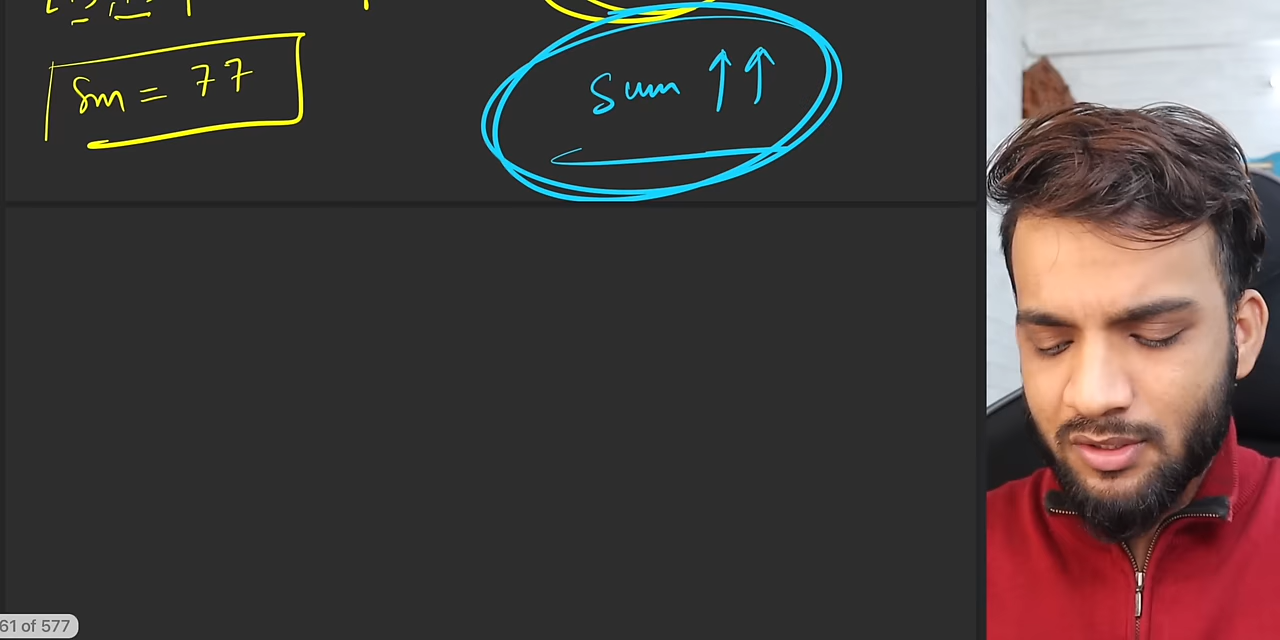 Sm = 77
Sum ↑↑
61 of 577